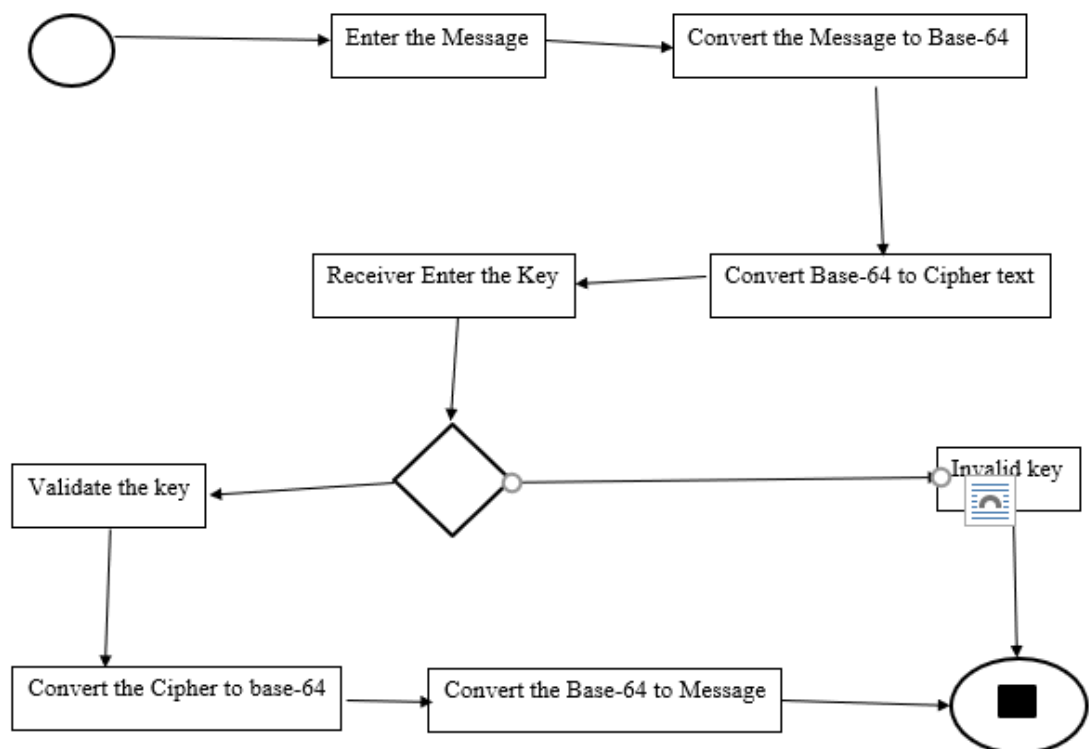 Enter the Message
Convert the Message to Base-64
Receiver Enter the Key
Convert Base-64 to Cipher text
Validate the key
Invalid key
Convert the Cipher to base-64
Convert the Base-64 to Message